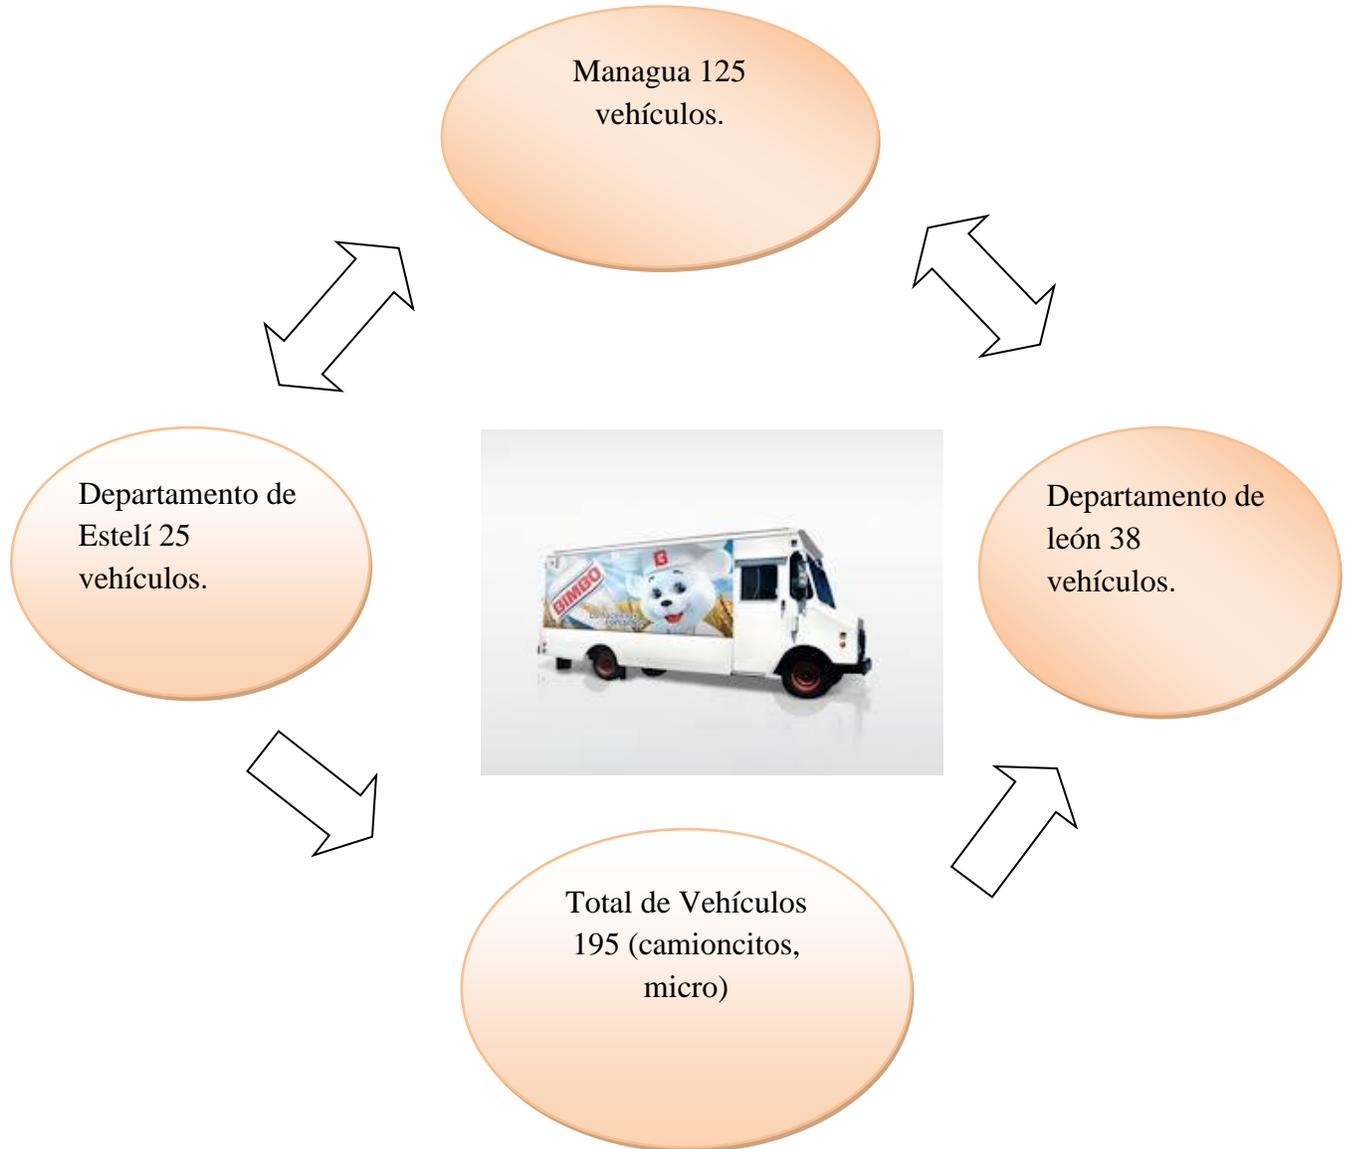 Managua 125
vehículos.
Departamento de
Estelí 25
vehículos.
BIMBO
Departamento de
león 38
vehículos.
Total de Vehículos
195 (camioncitos,
micro)